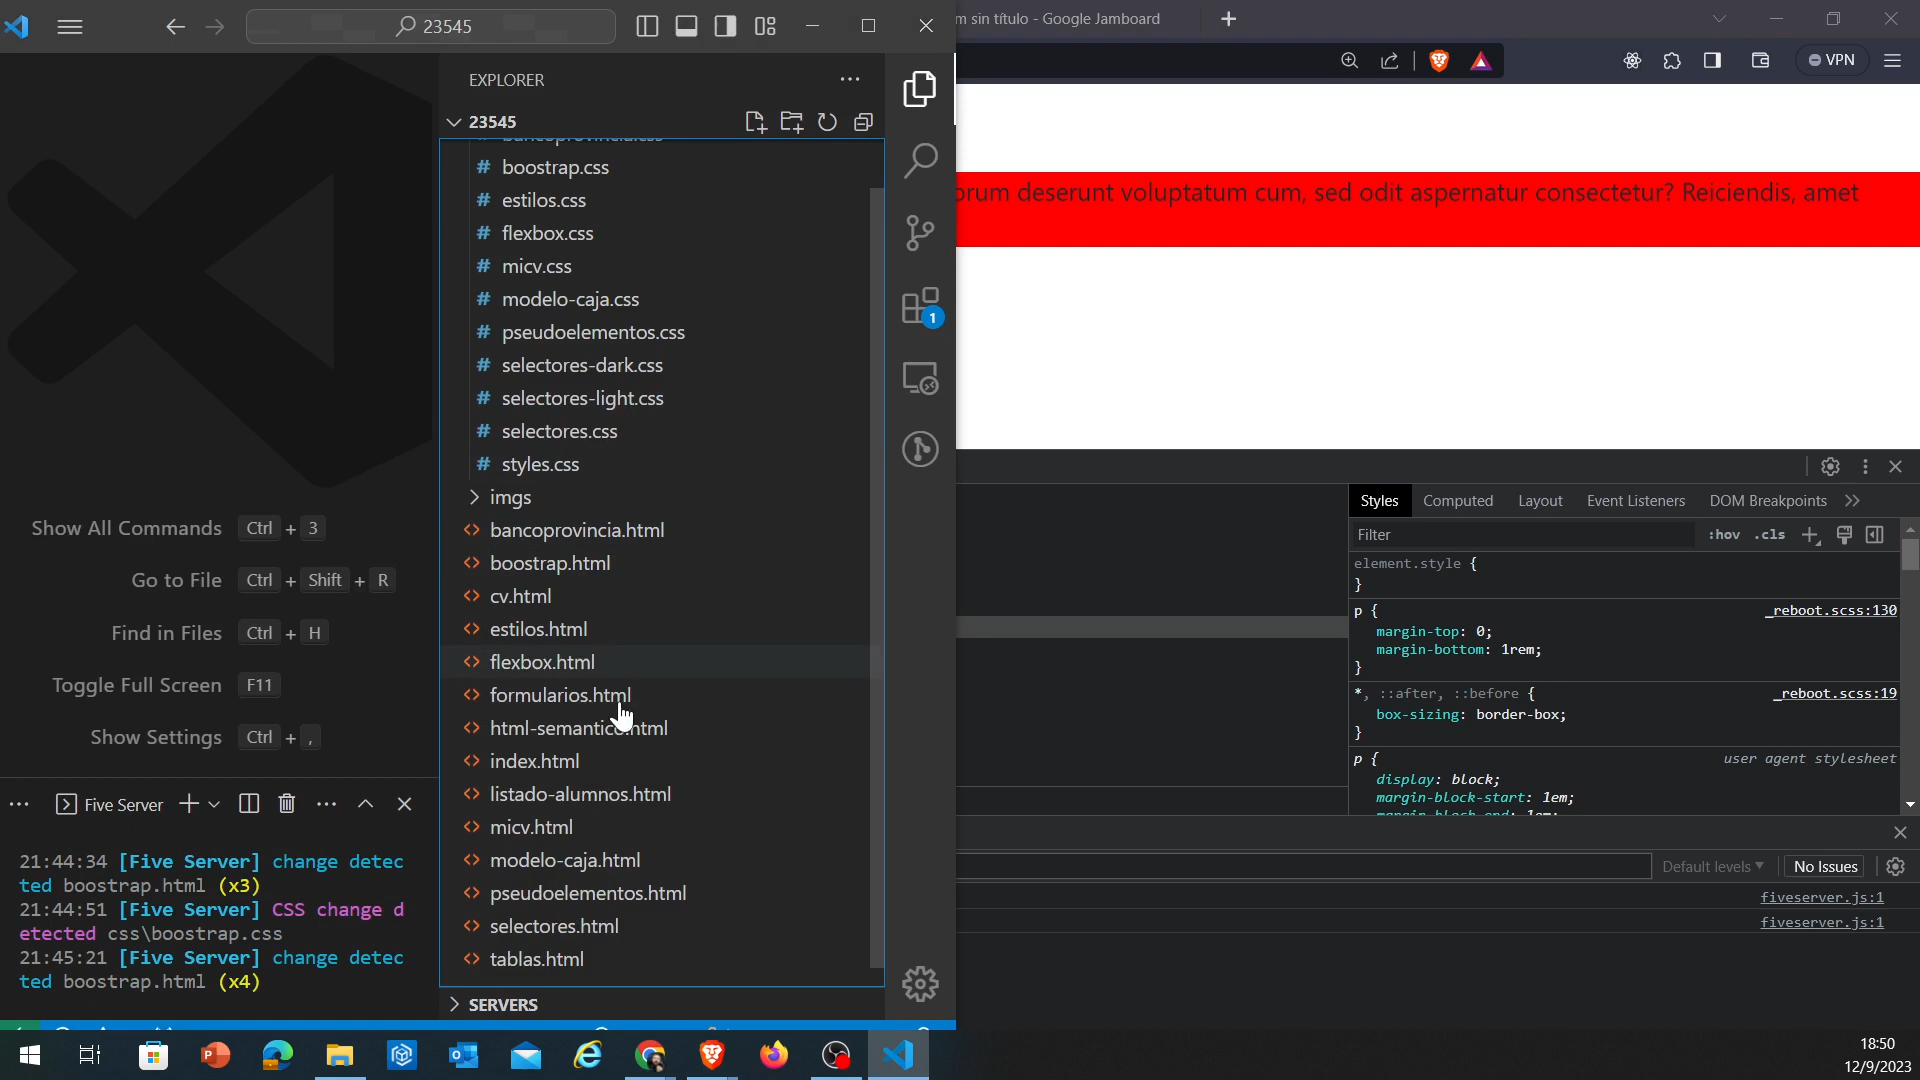 23545
m sin título - Google Jamboard
VPN
EXPLORER
23545
boostrap.css
estilos.css
flexbox.css
micv.css
modelo-caja.css
pseudoelementos.css
selectores-dark.css
selectores-light.css
selectores.css
styles.css
imgs
bancoprovincia.html
boostrap.html
cv.html
estilos.html
flexbox.html
formularios.html
html-semantico.html
index.html
listado-alumnos.html
micv.html
modelo-caja.html
pseudoelementos.html
selectores.html
tablas.html
SERVERS
1
Show All Commands Ctrl + 3
Go to File Ctrl + Shift + R
Find in Files Ctrl + H
Toggle Full Screen F11
Show Settings Ctrl + ,
Five Server
21:44:34 [Five Server] change detec
ted boostrap.html (x3)
21:44:51 [Five Server] CSS change d
etected css\boostrap.css
21:45:21 [Five Server] change detec
ted boostrap.html (x4)
orum deserunt voluptatum cum, sed odit aspernatur consectetur? Reiciendis, amet
Styles Computed Layout Event Listeners DOM Breakpoints
Filter :hov .cls
element.style {
}
p { _reboot.scss:130
margin-top: 0;
margin-bottom: 1rem;
}
*, ::after, ::before { _reboot.scss:19
box-sizing: border-box;
}
p { user agent stylesheet
display: block;
margin-block-start: 1em;
margin-block-end: 1em;
Default levels No Issues
fiveserver.js:1
fiveserver.js:1
18:50
12/9/2023